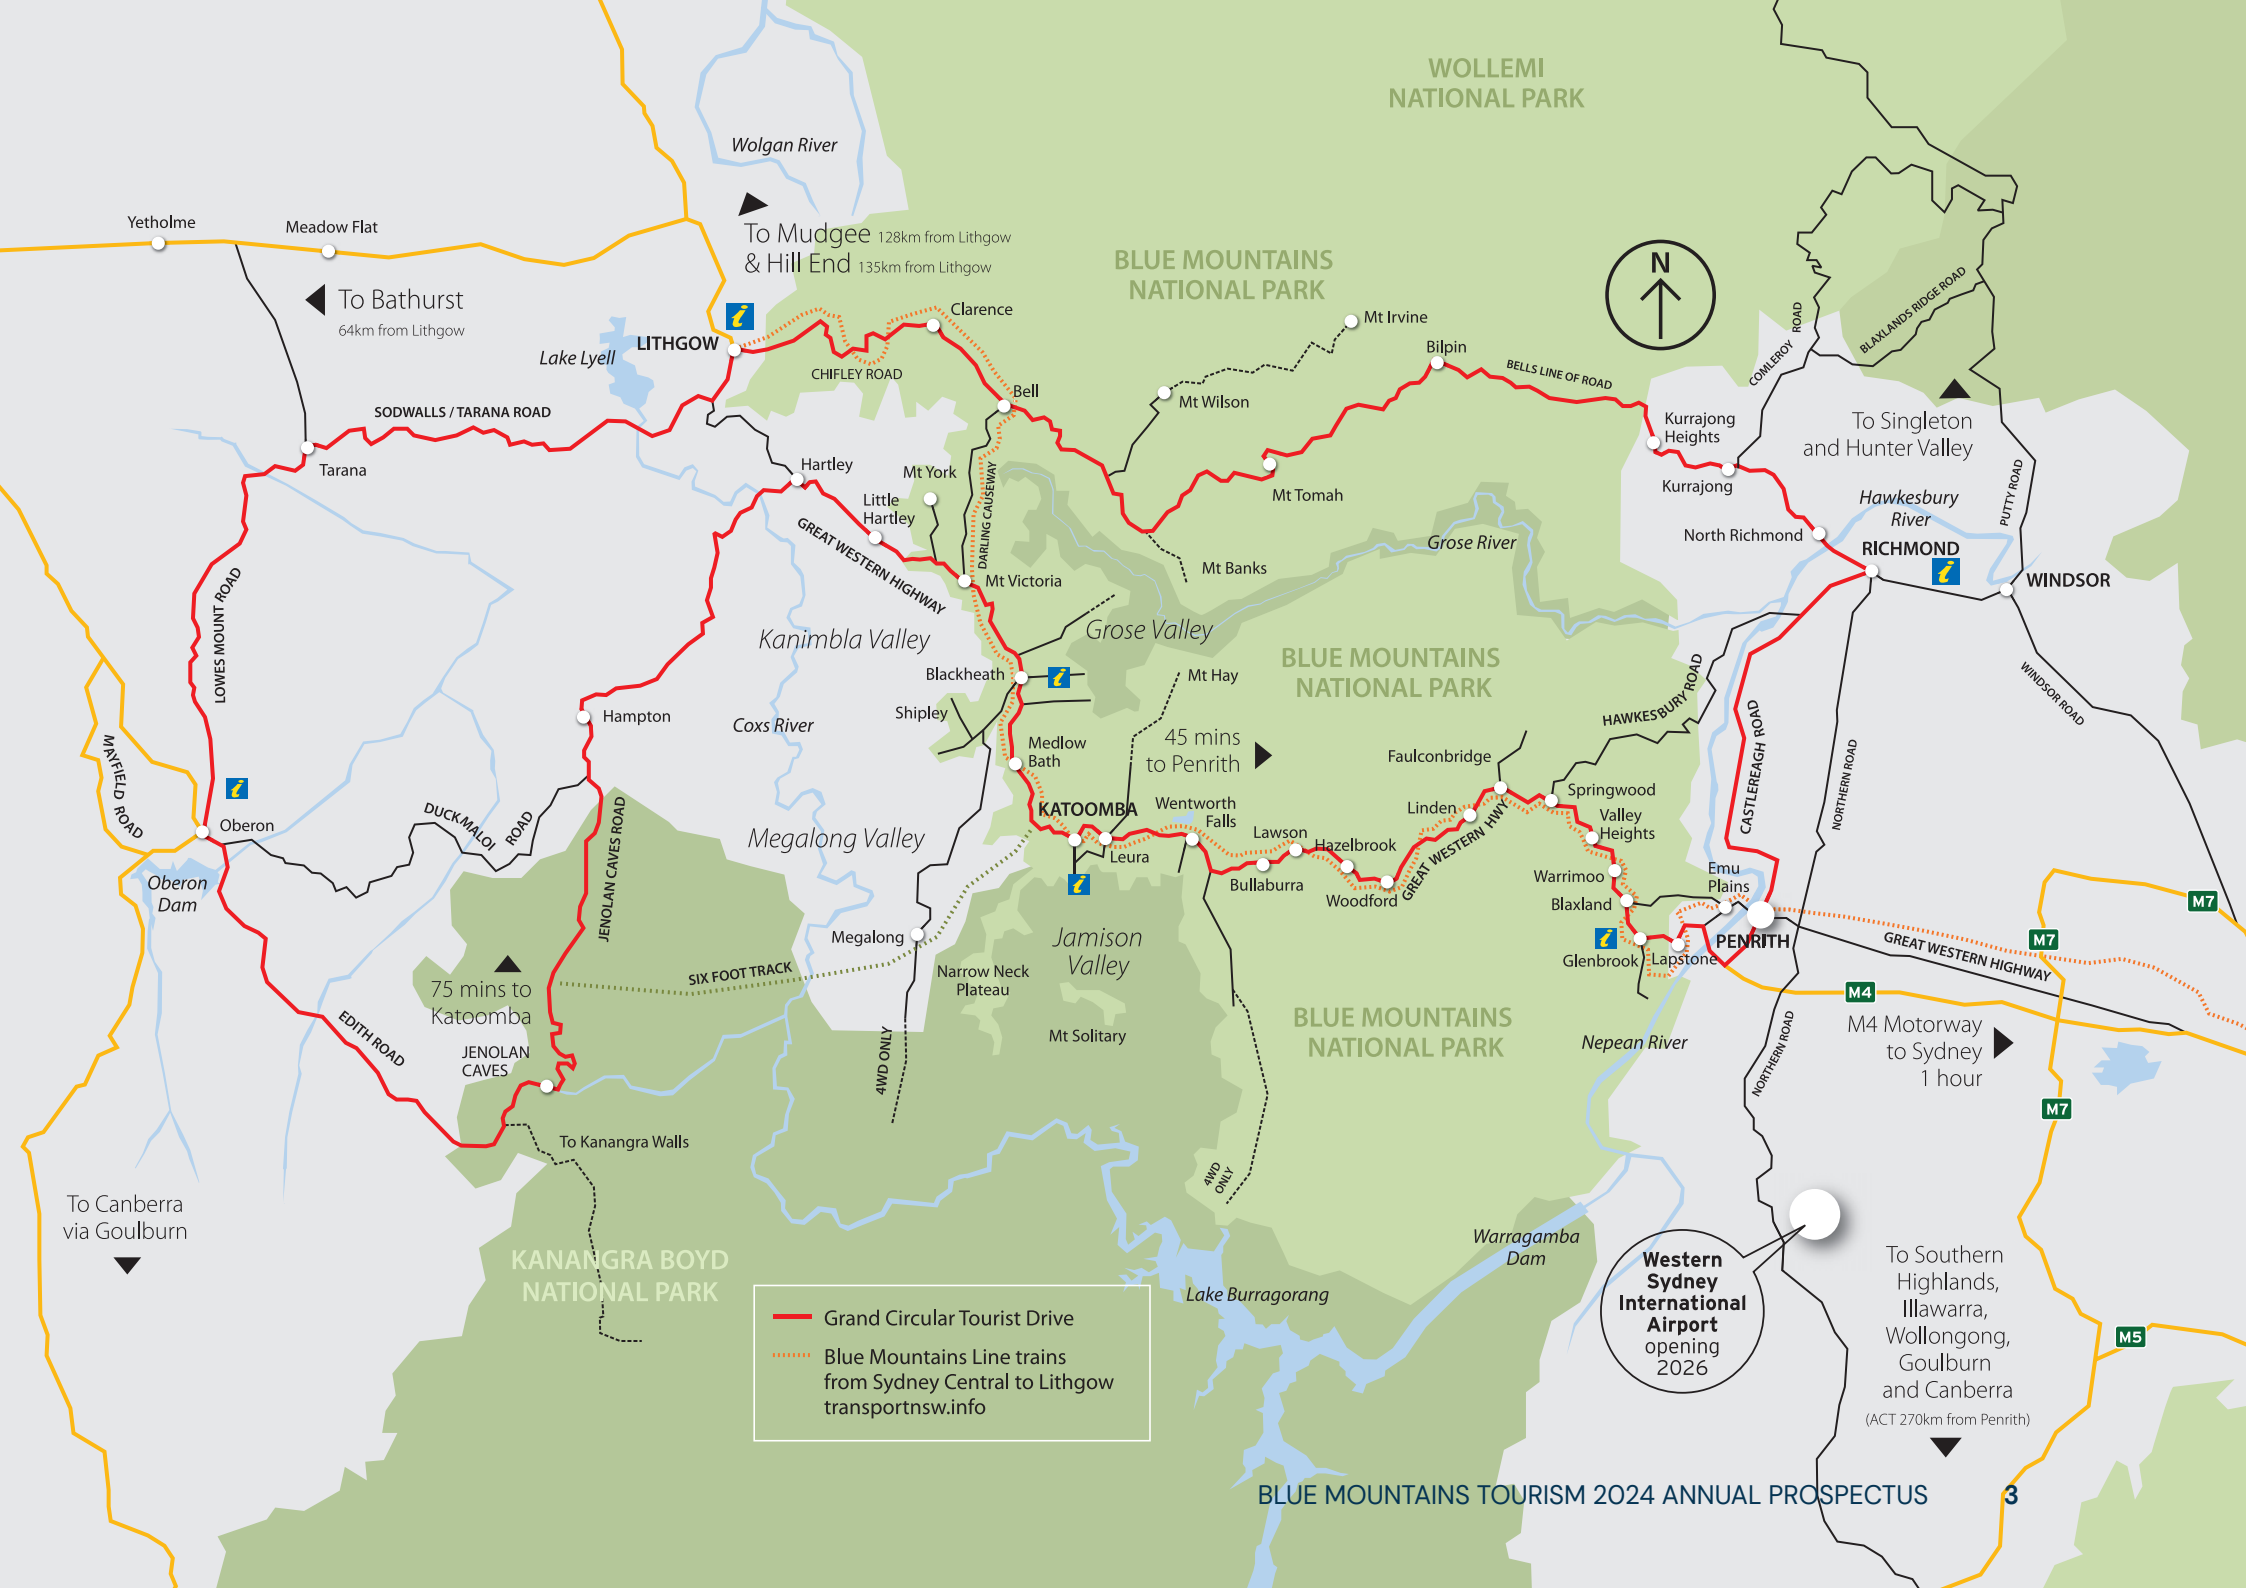 WOLLEMI
NATIONAL PARK
Wolgan River
Yetholme
Meadow Flat
To Mudgee 128km from Lithgow
& Hill End 135km from Lithgow
BLUE MOUNTAINS
NATIONAL PARK
N
To Bathurst
64km from Lithgow
i
Clarence
Mt Irvine
LITHGOW
Lake Lyell
CHIFLEY ROAD
Bell
Mt Wilson
Bilpin
BELLS LINE OF ROAD
COMLEROY
ROAD
BLAXLANDS RIDGE ROAD
SODWALLS / TARANA ROAD
Tarana
Kurrajong
Heights
To Singleton
and Hunter Valley
Hartley
Mt York
Little
Hartley
DARLING CAUSEWAY
Mt Tomah
Kurrajong
Hawkesbury
River
PUTTY ROAD
GREAT WESTERN HIGHWAY
Grose River
North Richmond
RICHMOND
i
WINDSOR
Mt Banks
Mt Victoria
LOWES MOUNT ROAD
Kanimbla Valley
Grose Valley
BLUE MOUNTAINS
NATIONAL PARK
Blackheath
i
Mt Hay
HAWKESBURY ROAD
WINDSOR ROAD
Shipley
Hampton
Coxs River
Medlow
Bath
45 mins
to Penrith
Faulconbridge
CASTLEREAGH ROAD
NORTHERN ROAD
MAYFIELD ROAD
i
Oberon
DUCKMALOI
ROAD
JENOLAN CAVES ROAD
Megalong Valley
KATOOMBA
Wentworth
Falls
Leura
i
Lawson
Bullaburra
Hazelbrook
Woodford
Linden
GREAT WESTERN HWY
Springwood
Valley
Heights
Warrimoo
Blaxland
Emu
Plains
Oberon
Dam
M7
Megalong
Jamison
Valley
i
Glenbrook
Lapstone
PENRITH
GREAT WESTERN HIGHWAY
M7
SIX FOOT TRACK
Narrow Neck
Plateau
75 mins to
Katoomba
M4
EDITH ROAD
BLUE MOUNTAINS
NATIONAL PARK
Mt Solitary
Nepean River
M4 Motorway
to Sydney
1 hour
JENOLAN
CAVES
4WD ONLY
NORTHERN ROAD
M7
To Kanangra Walls
4WD
ONLY
To Canberra
via Goulburn
KANANGRA BOYD
NATIONAL PARK
Warragamba
Dam
Lake Burragorang
Western
Sydney
International
Airport
opening
2026
To Southern
Highlands,
Illawarra,
Wollongong,
Goulburn
and Canberra
(ACT 270km from Penrith)
M5
Grand Circular Tourist Drive
Blue Mountains Line trains
from Sydney Central to Lithgow
transportnsw.info
BLUE MOUNTAINS TOURISM 2024 ANNUAL PROSPECTUS 3